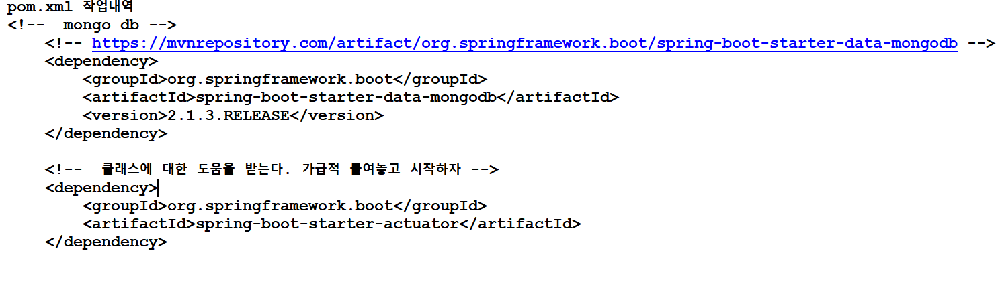 pom.xml 작업내역
<!--  mongo db -->
<!-- https://mvnrepository.com/artifact/org.springframework.boot/spring-boot-starter-data-mongodb -->
<dependency>
<groupId>org.springframework.boot</groupId>
<artifactId>spring-boot-starter-data-mongodb</artifactId>
<version>2.1.3.RELEASE</version>
</dependency>
<!--  클래스에 대한 도움을 받는다. 가급적 붙여놓고 시작하자 -->
<dependency>
<groupId>org.springframework.boot</groupId>
<artifactId>spring-boot-starter-actuator</artifactId>
</dependency>